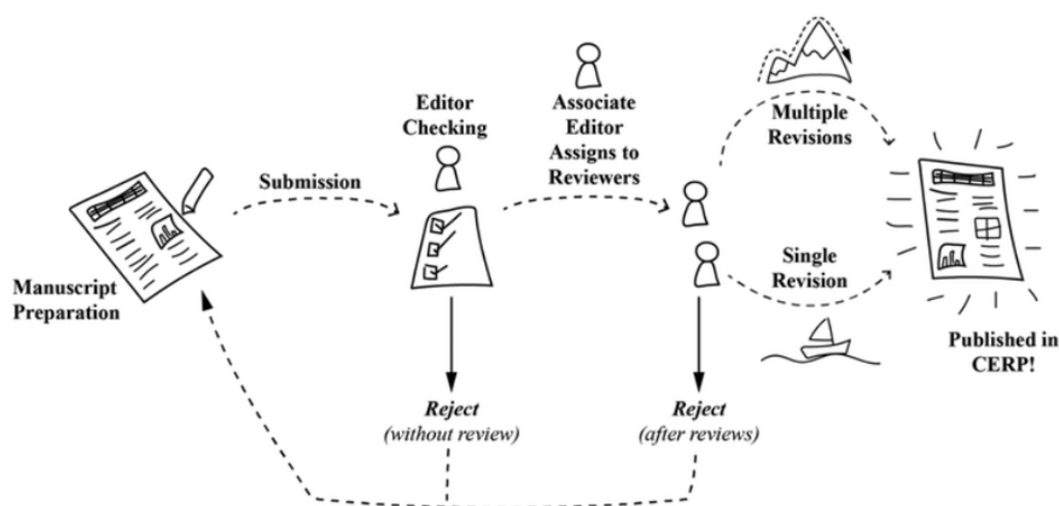 Manuscript
Preparation
Submission
Editor
Checking
Associate
Editor
Assigns to
Reviewers
Multiple
Revisions
Single
Revision
Published in
CERP!
Reject
(without review)
Reject
(after reviews)